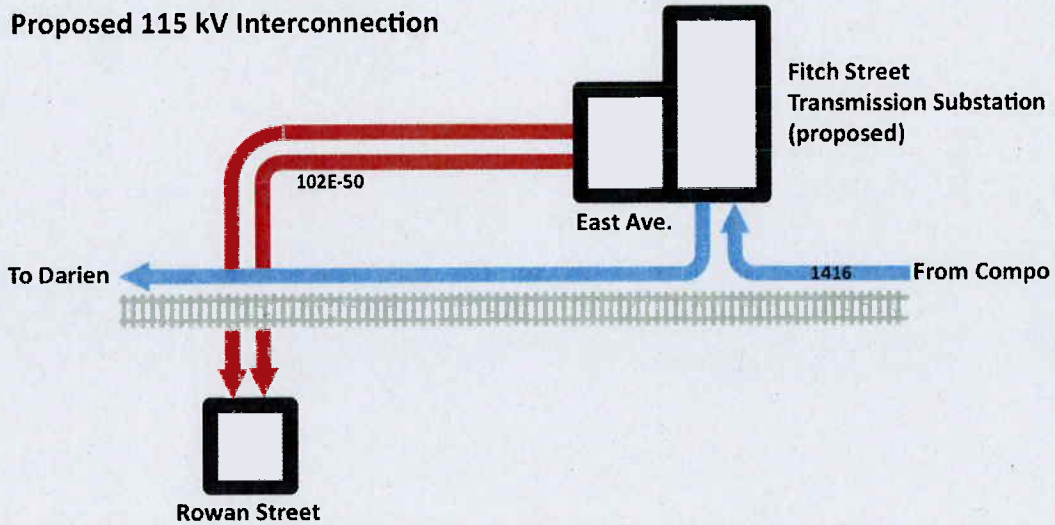 Proposed 115 kV Interconnection
Fitch Street
Transmission Substation
(proposed)
102E-50
East Ave.
To Darien
1416
From Compo
Rowan Street